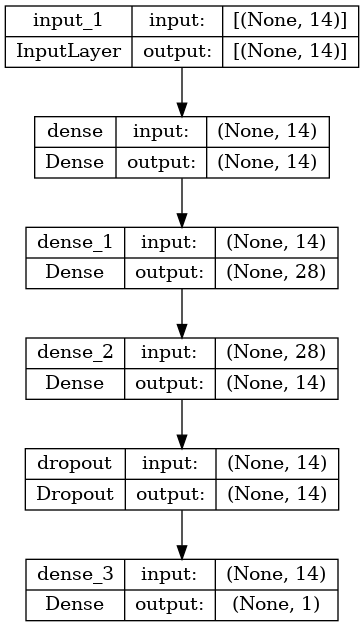 input_1 input: [(None, 14)]
InputLayer output: [(None, 14)]
dense input: (None, 14)
Dense output: (None, 14)
dense_1 input: (None, 14)
Dense output: (None, 28)
dense_2 input: (None, 28)
Dense output: (None, 14)
dropout input: (None, 14)
Dropout output: (None, 14)
dense_3 input: (None, 14)
Dense output: (None, 1)